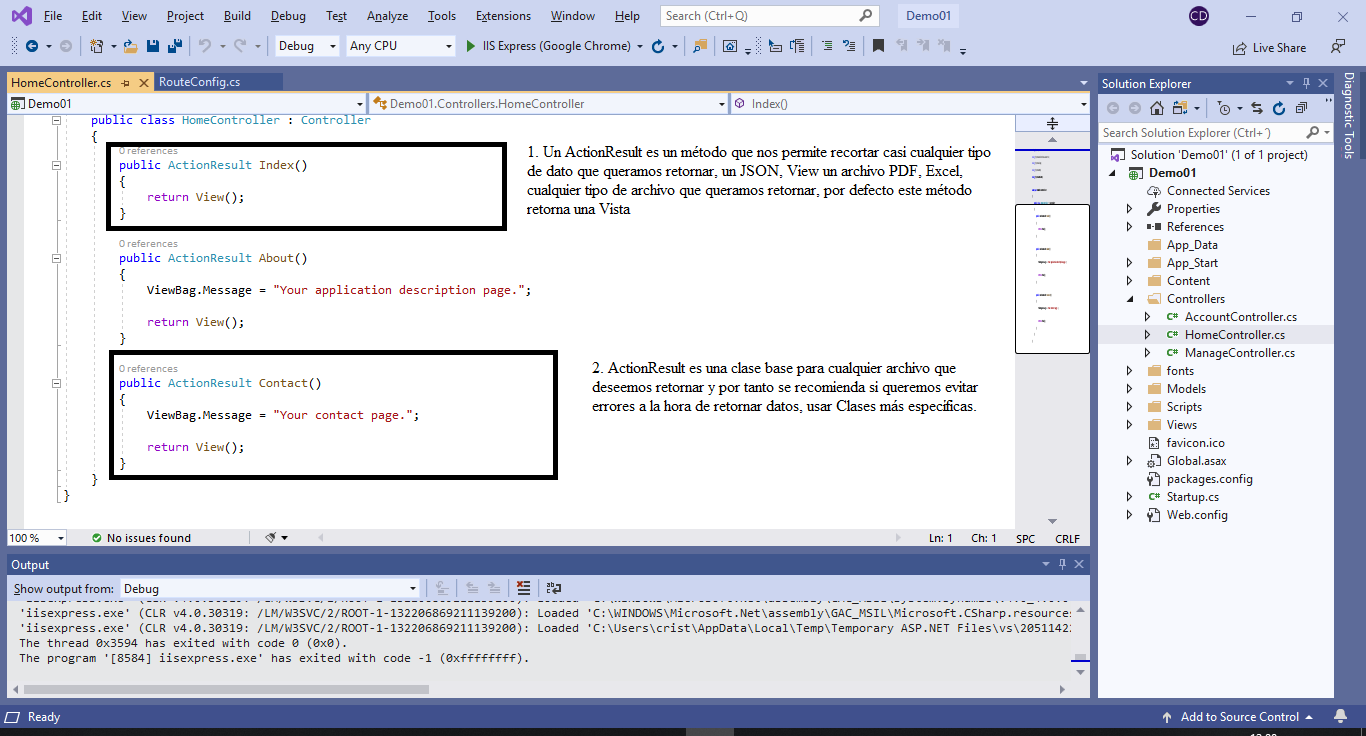 File Edit View Project Build Debug Test Analyze Tools Extensions Window Help Search (Ctrl+Q) Demo01 CD
Debug Any CPU IIS Express (Google Chrome) Live Share
HomeController.cs RouteConfig.cs
Demo01 Demo01.Controllers.HomeController Index()
public class HomeController : Controller
{
0 references
public ActionResult Index()
{
return View();
}
1. Un ActionResult es un método que nos permite recortar casi cualquier tipo
de dato que queramos retornar, un JSON, View un archivo PDF, Excel,
cualquier tipo de archivo que queramos retornar, por defecto este método
retorna una Vista
0 references
public ActionResult About()
{
ViewBag.Message = "Your application description page.";
return View();
}
0 references
public ActionResult Contact()
{
ViewBag.Message = "Your contact page.";
return View();
}
}
}
2. ActionResult es una clase base para cualquier archivo que
deseemos retornar y por tanto se recomienda si queremos evitar
errores a la hora de retornar datos, usar Clases más especificas.
100 % No issues found Ln: 1 Ch: 1 SPC CRLF
Output
Show output from: Debug
'iisexpress.exe' (CLR v4.0.30319: /LM/W3SVC/2/ROOT-1-132206869211139200): Loaded 'C:\WINDOWS\Microsoft.Net\assembly\GAC_MSIL\Microsoft.CSharp.resources
'iisexpress.exe' (CLR v4.0.30319: /LM/W3SVC/2/ROOT-1-132206869211139200): Loaded 'C:\Users\crist\AppData\Local\Temp\Temporary ASP.NET Files\vs\2051142
The thread 0x3594 has exited with code 0 (0x0).
The program '[8584] iisexpress.exe' has exited with code -1 (0xffffffff).
Solution Explorer
Search Solution Explorer (Ctrl+´)
Solution 'Demo01' (1 of 1 project)
Demo01
Connected Services
Properties
References
App_Data
App_Start
Content
Controllers
C# AccountController.cs
C# HomeController.cs
C# ManageController.cs
fonts
Models
Scripts
Views
favicon.ico
Global.asax
packages.config
C# Startup.cs
Web.config
Diagnostic Tools
Ready Add to Source Control